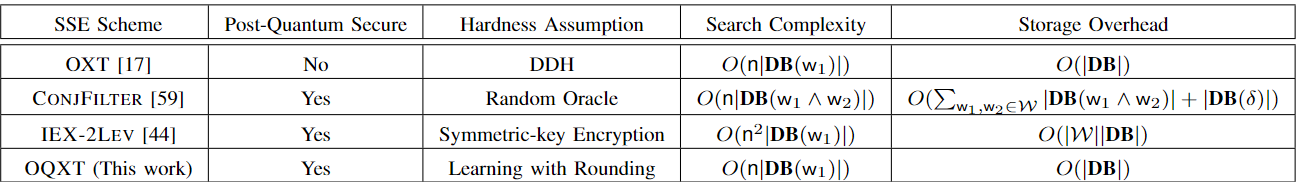 SSE Scheme Post-Quantum Secure Hardness Assumption Search Complexity Storage Overhead
OXT [17] No DDH O(n|DB(w₁)|) O(|DB|)
CONJFILTER [59] Yes Random Oracle O(n|DB(w₁ ∧ w₂)|) O(∑_{w₁,w₂∈𝒲} |DB(w₁ ∧ w₂)| + |DB(δ)|)
IEX-2LEV [44] Yes Symmetric-key Encryption O(n²|DB(w₁)|) O(|𝒲||DB|)
OQXT (This work) Yes Learning with Rounding O(n|DB(w₁)|) O(|DB|)